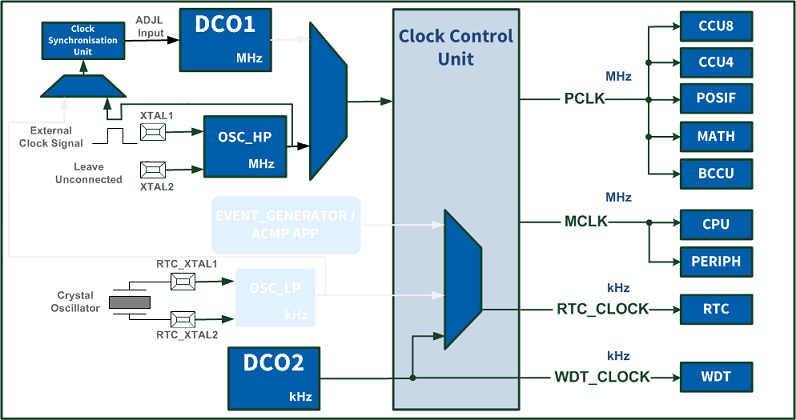 Clock
Synchronisation
Unit
ADJL
Input
DCO1
MHz
Clock Control
Unit
CCU8
MHz
CCU4
PCLK
POSIF
MATH
BCCU
XTAL1
External
Clock Signal
OSC_HP
MHz
Leave
Unconnected
XTAL2
EVENT_GENERATOR /
ACMP APP
MHz
MCLK
CPU
PERIPH
RTC_XTAL1
Crystal
Oscillator
OSC_LP
kHz
RTC_XTAL2
kHz
RTC_CLOCK
RTC
DCO2
kHz
kHz
WDT_CLOCK
WDT